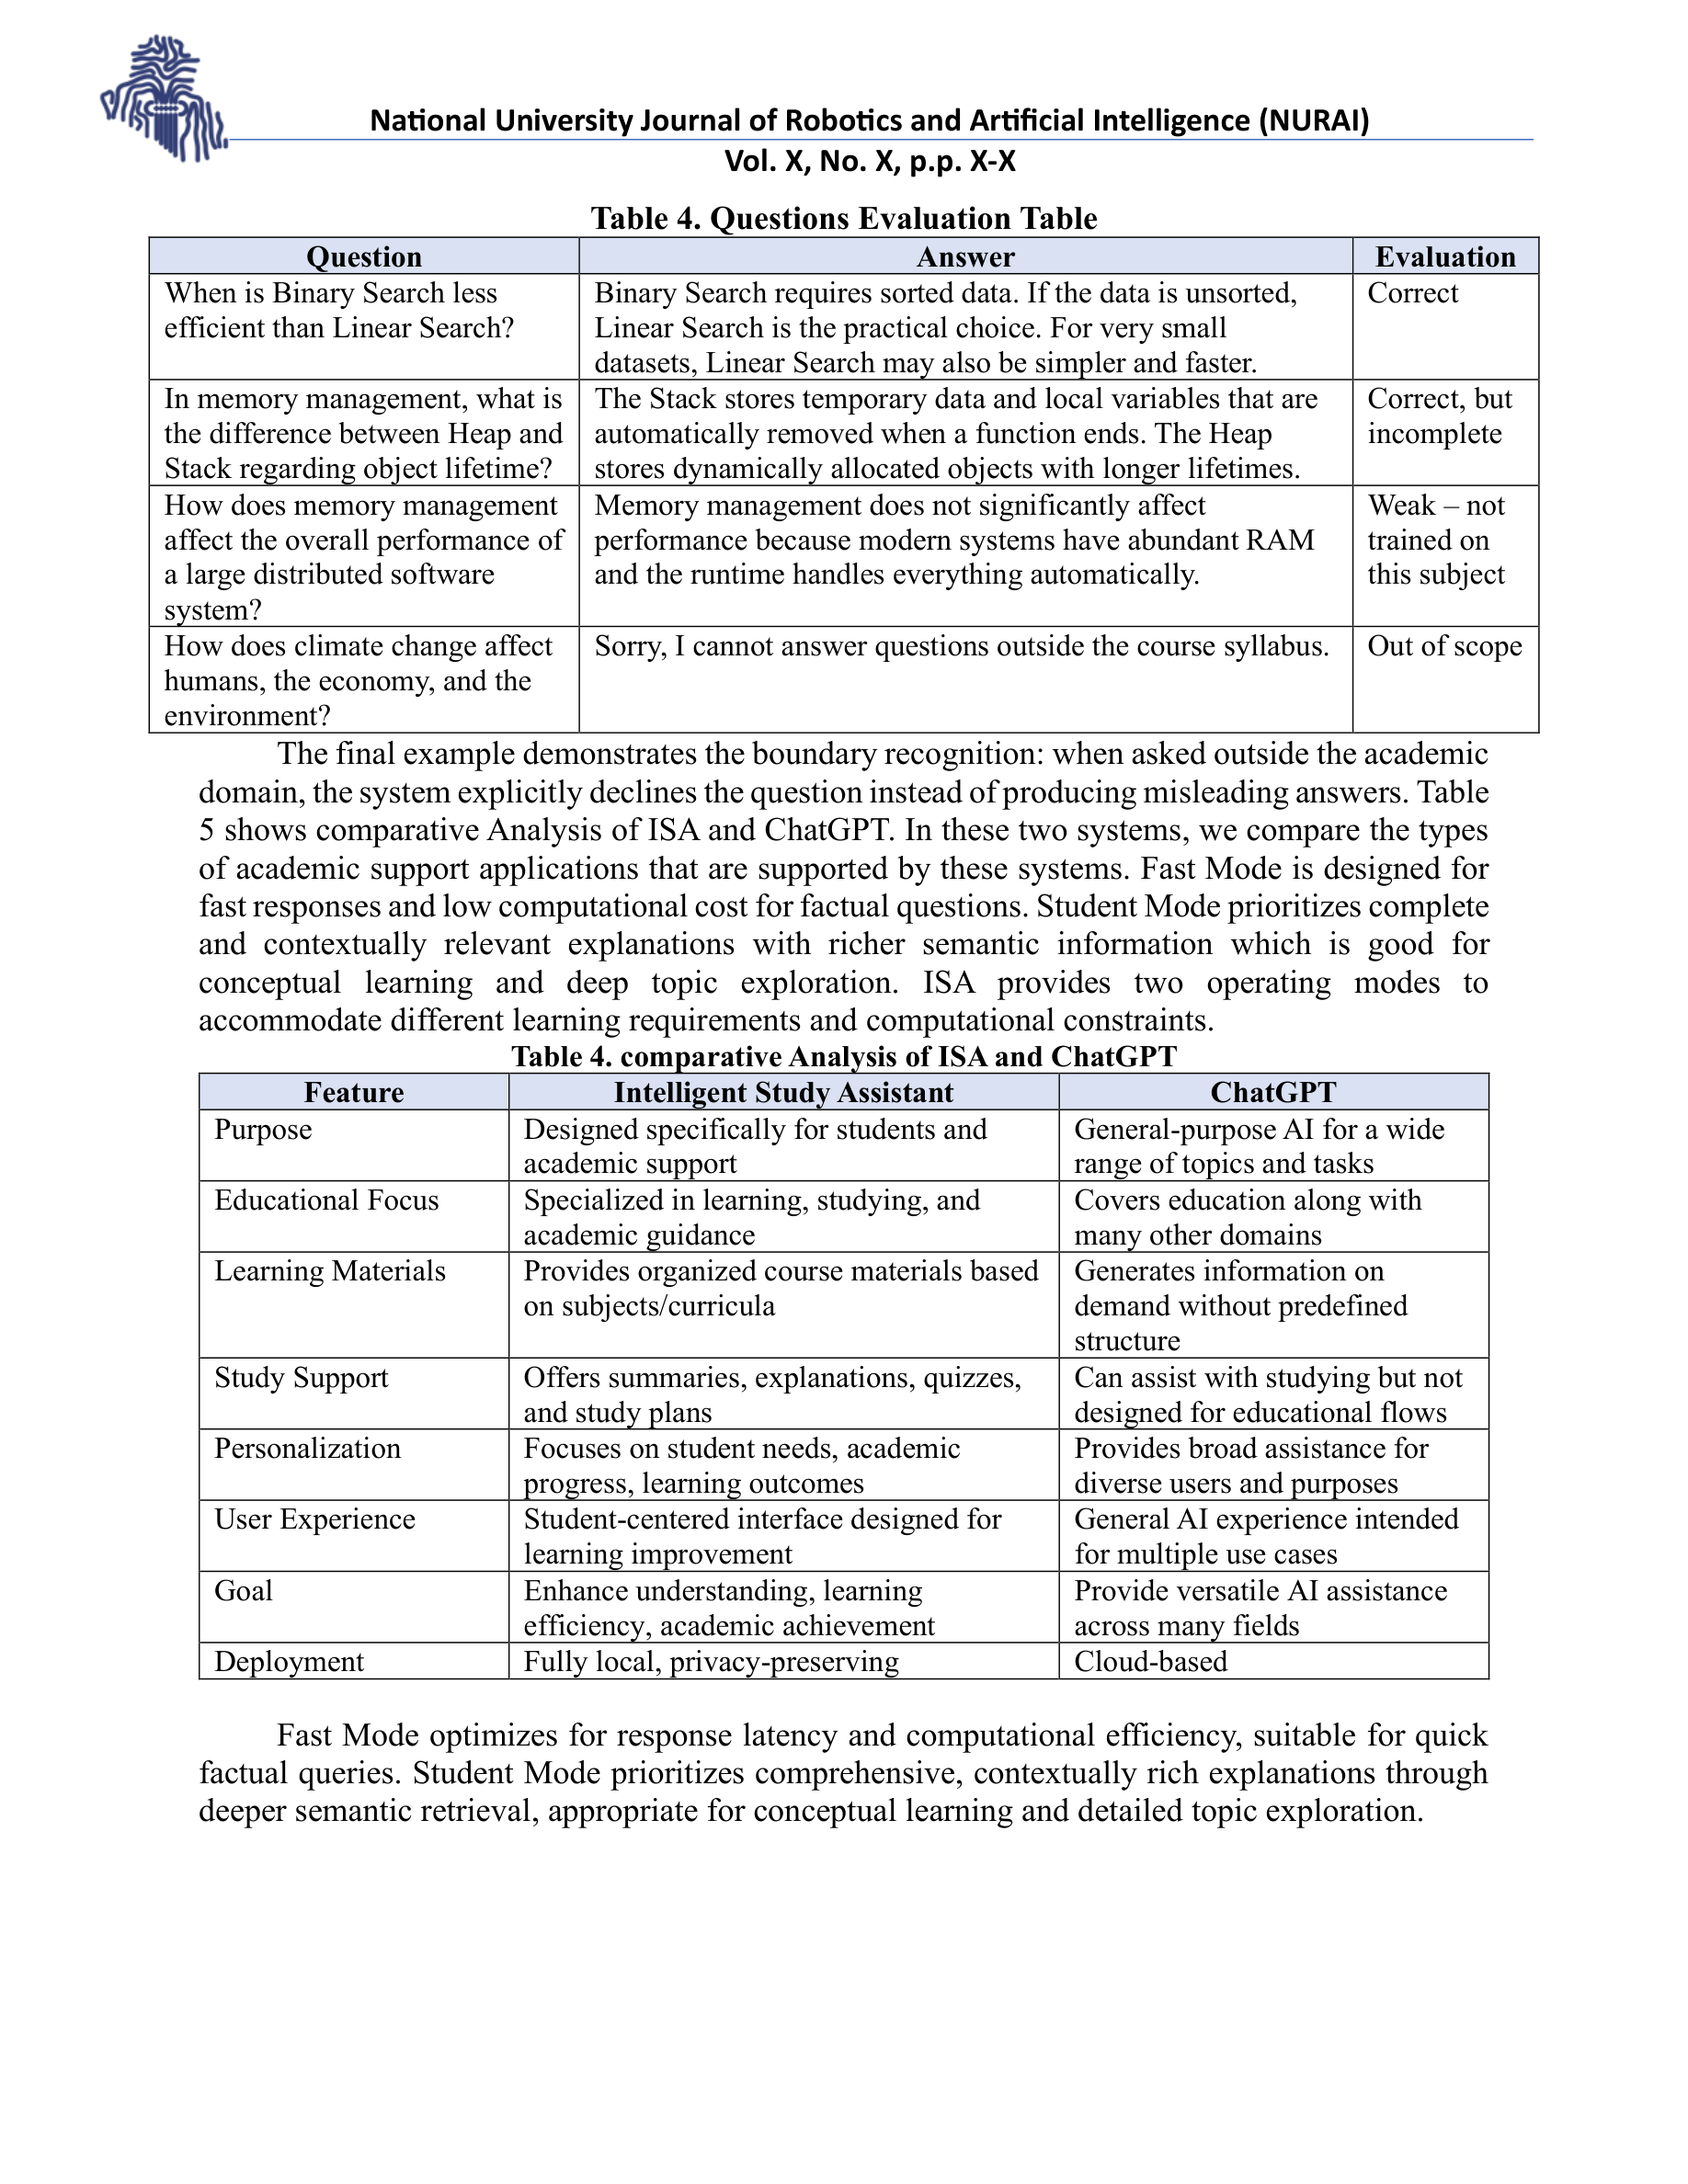 National University Journal of Robotics and Artificial Intelligence (NURAI)
Vol. X, No. X, p.p. X-X
Table 4. Questions Evaluation Table
Question Answer Evaluation
When is Binary Search less
efficient than Linear Search?
Binary Search requires sorted data. If the data is unsorted,
Linear Search is the practical choice. For very small
datasets, Linear Search may also be simpler and faster.
Correct
In memory management, what is
the difference between Heap and
Stack regarding object lifetime?
The Stack stores temporary data and local variables that are
automatically removed when a function ends. The Heap
stores dynamically allocated objects with longer lifetimes.
Correct, but
incomplete
How does memory management
affect the overall performance of
a large distributed software
system?
Memory management does not significantly affect
performance because modern systems have abundant RAM
and the runtime handles everything automatically.
Weak – not
trained on
this subject
How does climate change affect
humans, the economy, and the
environment?
Sorry, I cannot answer questions outside the course syllabus.
Out of scope
The final example demonstrates the boundary recognition: when asked outside the academic
domain, the system explicitly declines the question instead of producing misleading answers. Table
5 shows comparative Analysis of ISA and ChatGPT. In these two systems, we compare the types
of academic support applications that are supported by these systems. Fast Mode is designed for
fast responses and low computational cost for factual questions. Student Mode prioritizes complete
and contextually relevant explanations with richer semantic information which is good for
conceptual learning and deep topic exploration. ISA provides two operating modes to
accommodate different learning requirements and computational constraints.
Table 4. comparative Analysis of ISA and ChatGPT
Feature Intelligent Study Assistant ChatGPT
Purpose
Designed specifically for students and
academic support
General-purpose AI for a wide
range of topics and tasks
Educational Focus
Specialized in learning, studying, and
academic guidance
Covers education along with
many other domains
Learning Materials
Provides organized course materials based
on subjects/curricula
Generates information on
demand without predefined
structure
Study Support
Offers summaries, explanations, quizzes,
and study plans
Can assist with studying but not
designed for educational flows
Personalization
Focuses on student needs, academic
progress, learning outcomes
Provides broad assistance for
diverse users and purposes
User Experience
Student-centered interface designed for
learning improvement
General AI experience intended
for multiple use cases
Goal
Enhance understanding, learning
efficiency, academic achievement
Provide versatile AI assistance
across many fields
Deployment
Fully local, privacy-preserving
Cloud-based
Fast Mode optimizes for response latency and computational efficiency, suitable for quick
factual queries. Student Mode prioritizes comprehensive, contextually rich explanations through
deeper semantic retrieval, appropriate for conceptual learning and detailed topic exploration.